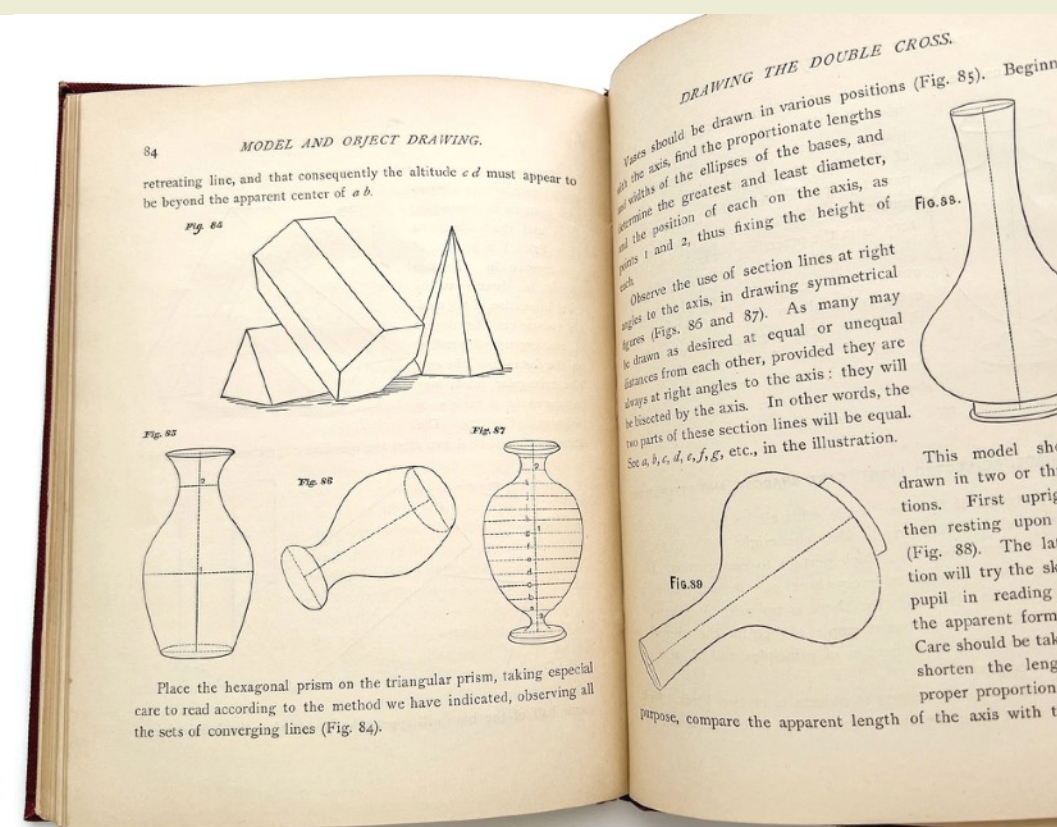 84
MODEL AND OBJECT DRAWING.
retreating line, and that consequently the altitude c d must appear to
be beyond the apparent center of a b.
Fig. 84
Fig. 85
Fig. 86
Fig. 87
Place the hexagonal prism on the triangular prism, taking especial
care to read according to the method we have indicated, observing all
the sets of converging lines (Fig. 84).
DRAWING THE DOUBLE CROSS.
Vases should be drawn in various positions (Fig. 85). Beginn
with the axis, find the proportionate lengths
and widths of the ellipses of the bases, and
determine the greatest and least diameter,
and the position of each on the axis, as
points 1 and 2, thus fixing the height of
each.
Observe the use of section lines at right
angles to the axis, in drawing symmetrical
figures (Figs. 86 and 87). As many may
be drawn as desired at equal or unequal
distances from each other, provided they are
always at right angles to the axis: they will
be bisected by the axis. In other words, the
two parts of these section lines will be equal.
See a, b, c, d, e, f, g, etc., in the illustration.
FIG. 88.
FIG. 89
This model sho
drawn in two or th
tions. First uprig
then resting upon
(Fig. 88). The la
tion will try the sk
pupil in reading
the apparent form
Care should be tak
shorten the leng
proper proportion
purpose, compare the apparent length of the axis with t